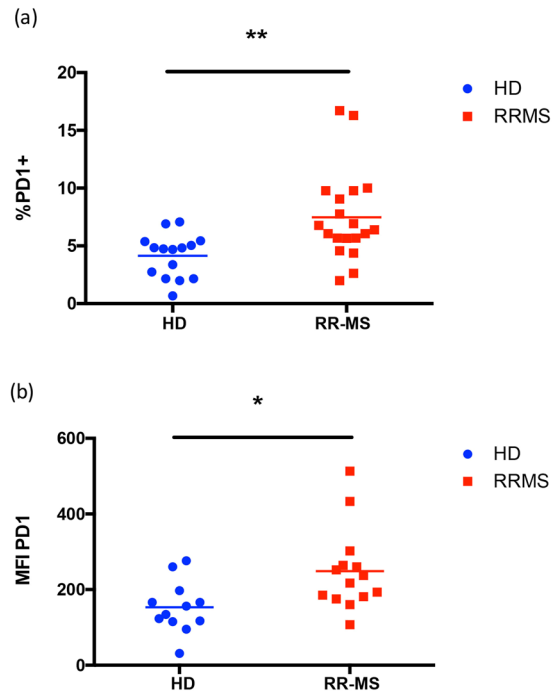 (a)
**
20
15
10
5
0
%PD1+
HD
RR-MS
HD
RRMS
(b)
*
600
400
200
0
MFI PD1
HD
RR-MS
HD
RRMS